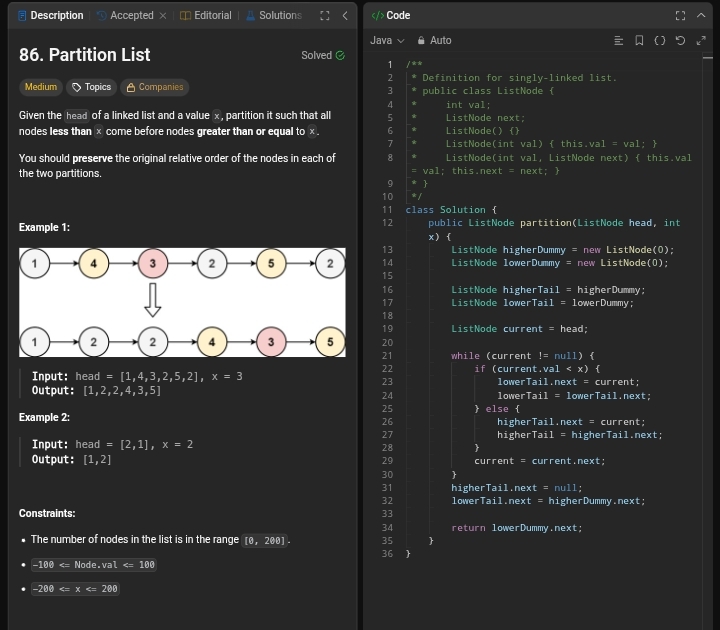 Description
Accepted
Editorial
Solutions
86. Partition List
Solved
Medium
Topics
Companies
Given the head of a linked list and a value x, partition it such that all
nodes less than x come before nodes greater than or equal to x.
You should preserve the original relative order of the nodes in each of
the two partitions.
Example 1:
1 4 3 2 5 2
1 2 2 4 3 5
Input: head = [1,4,3,2,5,2], x = 3
Output: [1,2,2,4,3,5]
Example 2:
Input: head = [2,1], x = 2
Output: [1,2]
Constraints:
• The number of nodes in the list is in the range [0, 200].
• -100 <= Node.val <= 100
• -200 <= x <= 200
</> Code
Java
Auto
1 /**
2 * Definition for singly-linked list.
3 * public class ListNode {
4 *     int val;
5 *     ListNode next;
6 *     ListNode() {}
7 *     ListNode(int val) { this.val = val; }
8 *     ListNode(int val, ListNode next) { this.val
= val; this.next = next; }
9 * }
10 */
11 class Solution {
12     public ListNode partition(ListNode head, int
x) {
13         ListNode higherDummy = new ListNode(0);
14         ListNode lowerDummy = new ListNode(0);
15
16         ListNode higherTail = higherDummy;
17         ListNode lowerTail = lowerDummy;
18
19         ListNode current = head;
20
21         while (current != null) {
22             if (current.val < x) {
23                 lowerTail.next = current;
24                 lowerTail = lowerTail.next;
25             } else {
26                 higherTail.next = current;
27                 higherTail = higherTail.next;
28             }
29             current = current.next;
30         }
31         higherTail.next = null;
32         lowerTail.next = higherDummy.next;
33
34         return lowerDummy.next;
35     }
36 }